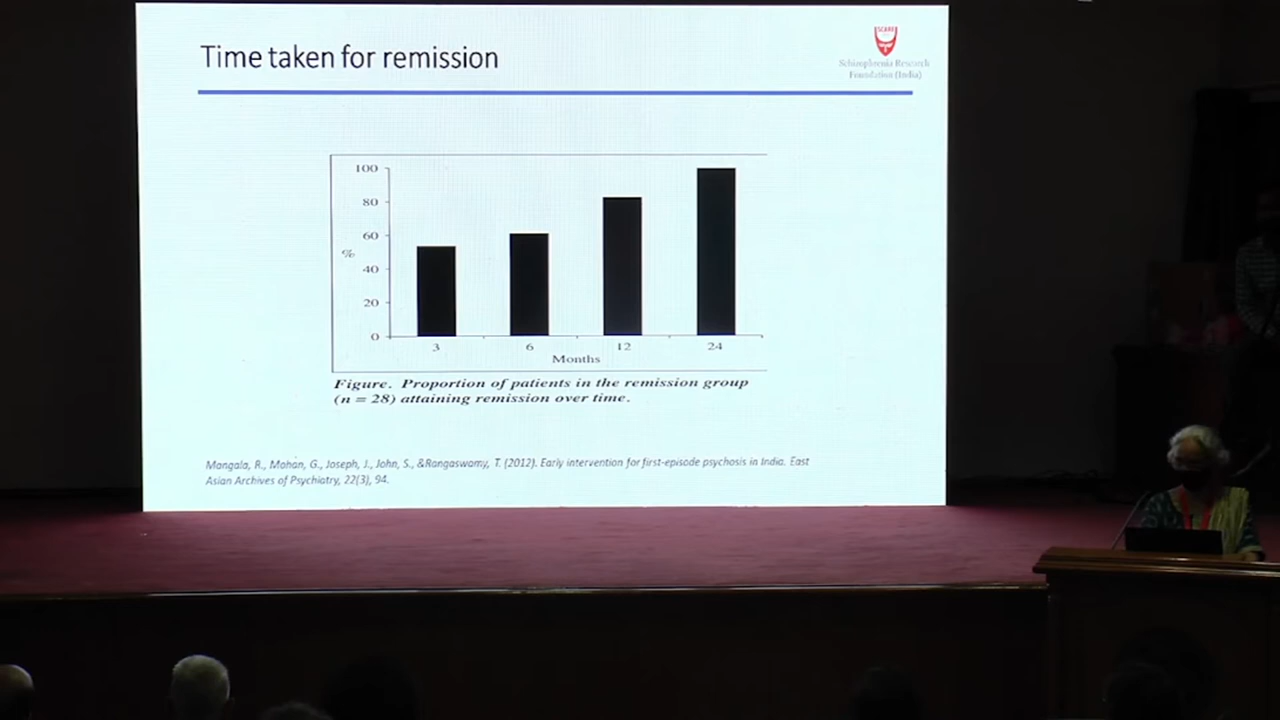 Time taken for remission
SCARF
Schizophrenia Research
Foundation (India)
100
80
60
%
40
20
0
3 6 12 24
Months
Figure. Proportion of patients in the remission group
(n = 28) attaining remission over time.
Mangala, R., Mohan, G., Joseph, J., John, S., &Rangaswamy, T. (2012). Early intervention for first-episode psychosis in India. East
Asian Archives of Psychiatry, 22(3), 94.